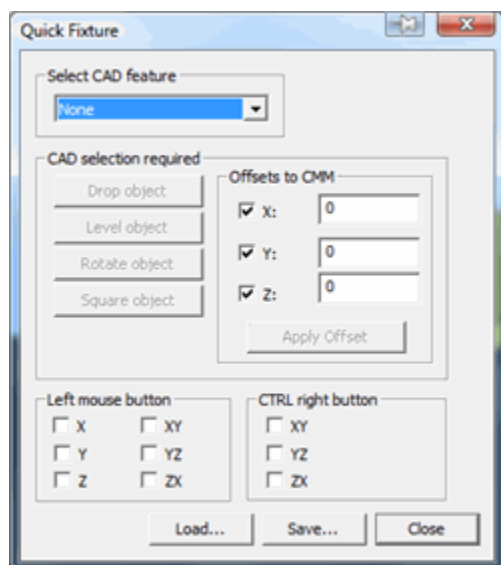 Quick Fixture
Select CAD feature
None
CAD selection required
Drop object
Level object
Rotate object
Square object
Offsets to CMM
X: 0
Y: 0
Z: 0
Apply Offset
Left mouse button
X XY
Y YZ
Z ZX
CTRL right button
XY
YZ
ZX
Load... Save... Close